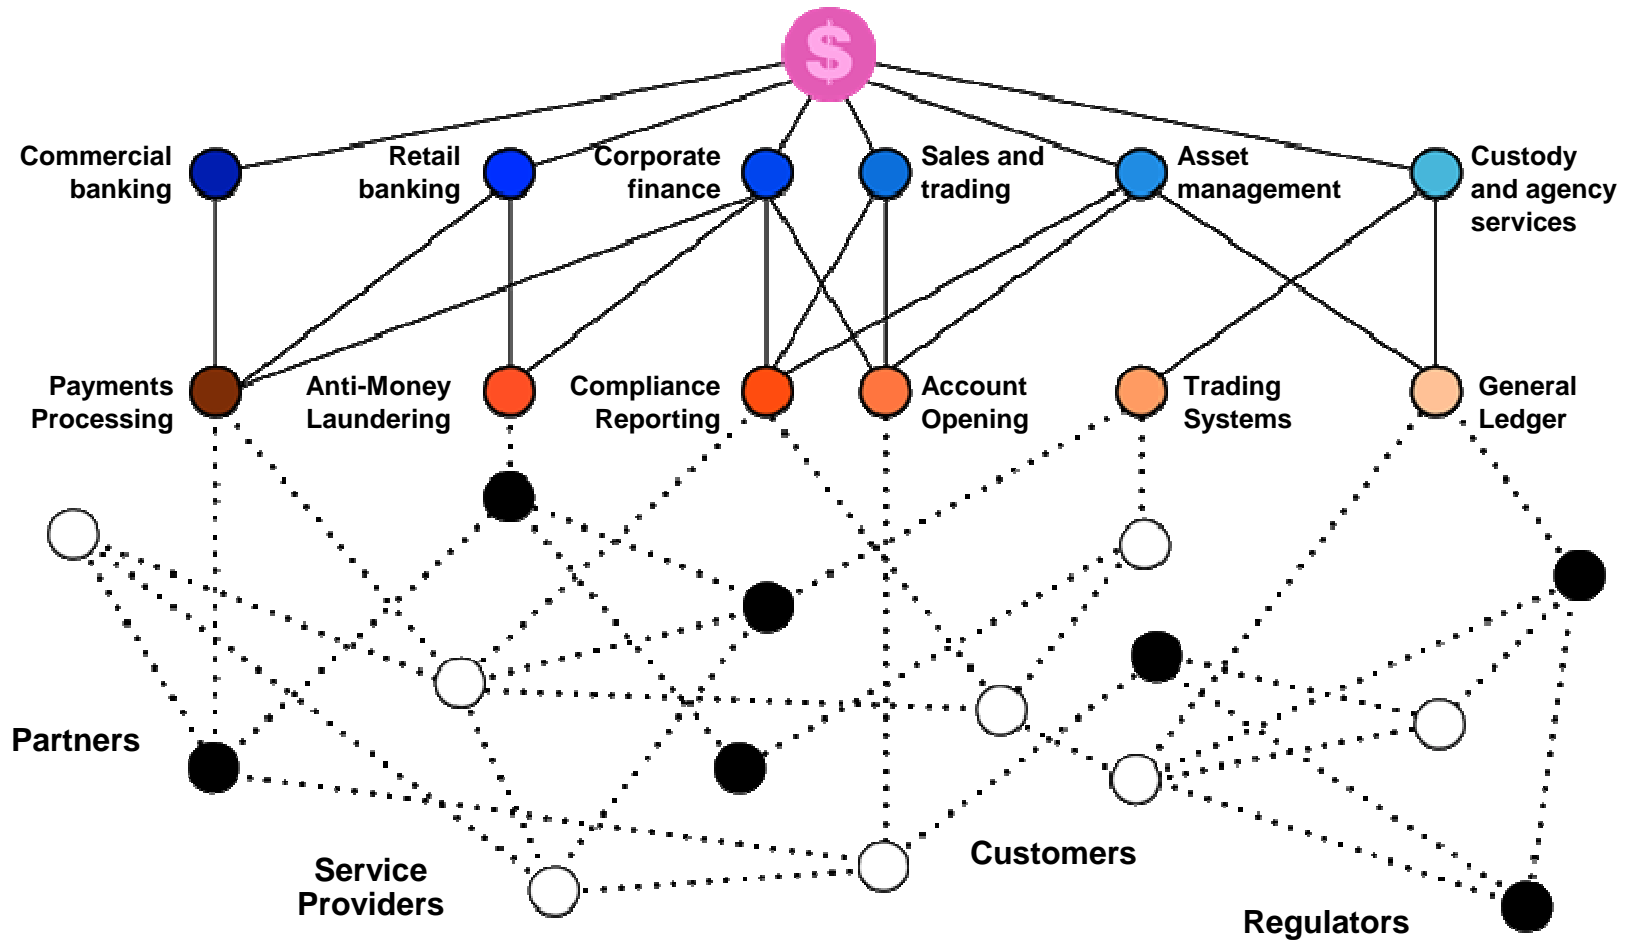 $
Commercial
banking
Retail
banking
Corporate
finance
Sales and
trading
Asset
management
Custody
and agency
services
Payments
Processing
Anti-Money
Laundering
Compliance
Reporting
Account
Opening
Trading
Systems
General
Ledger
Partners
Service
Providers
Customers
Regulators